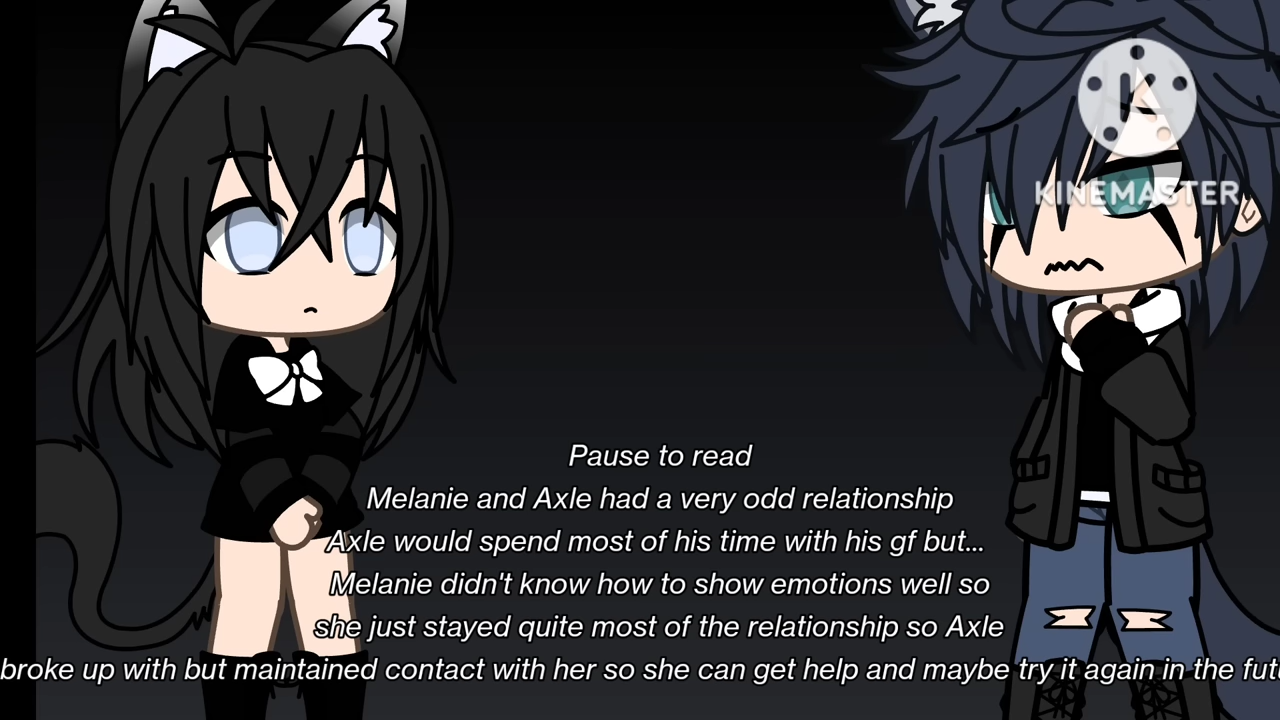 KINEMASTER
Pause to read
Melanie and Axle had a very odd relationship
Axle would spend most of his time with his gf but...
Melanie didn't know how to show emotions well so
she just stayed quite most of the relationship so Axle
broke up with but maintained contact with her so she can get help and maybe try it again in the